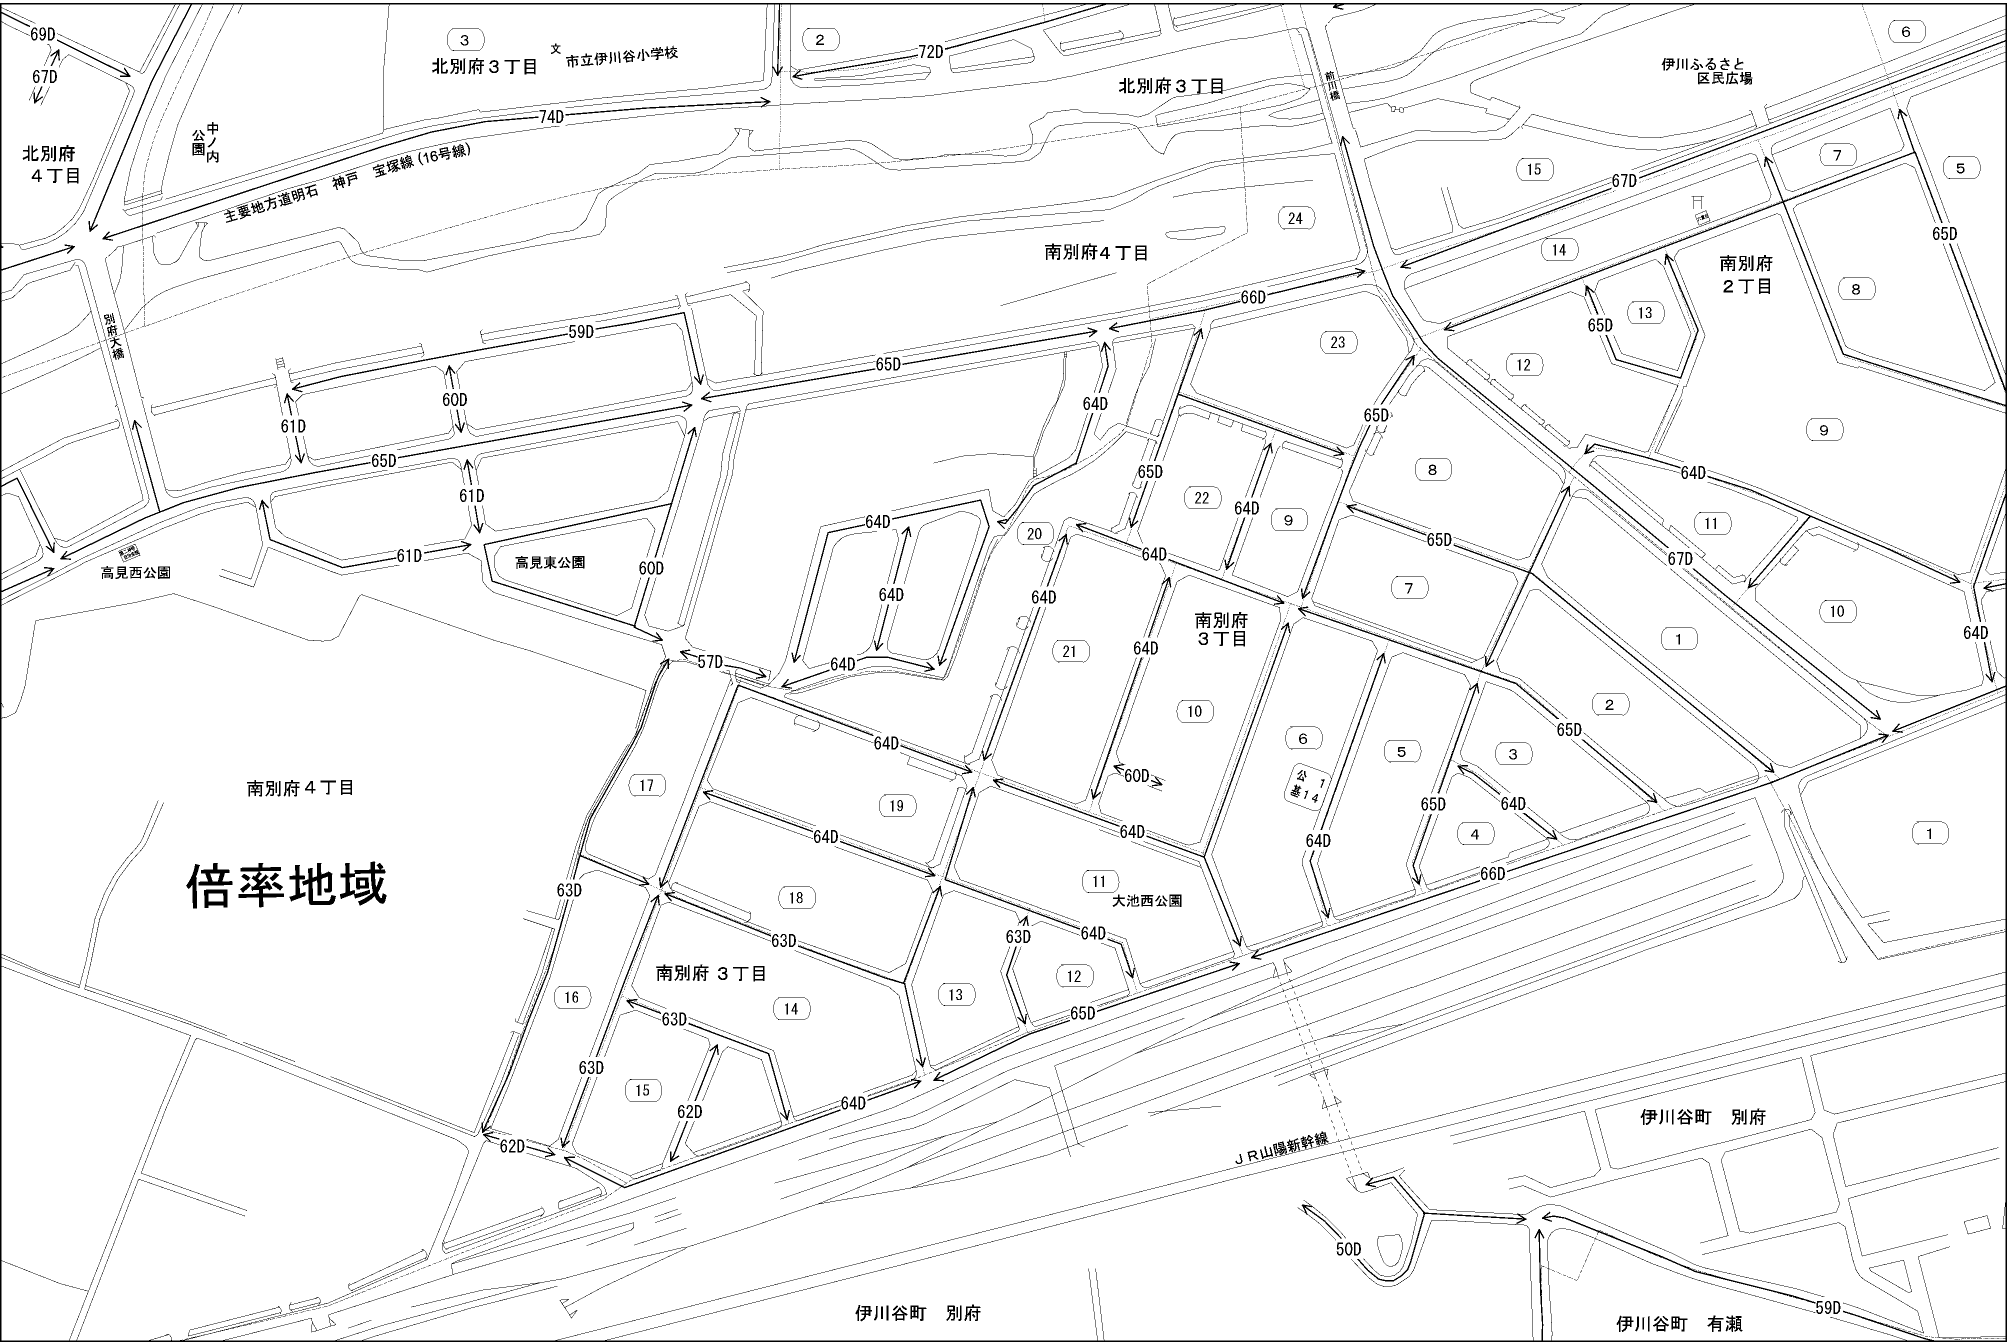 69D
67D
3
文
市立伊川谷小学校
北別府３丁目
2
72D
6
伊川ふるさと
区民広場
北別府３丁目
前川橋
74D
中ノ内
公園
北別府
４丁目
主要地方道明石　神戸　宝塚線(16号線)
15
67D
7
5
24
65D
南別府４丁目
14
南別府
２丁目
8
66D
13
65D
別府大橋
59D
23
12
65D
60D
64D
65D
61D
9
65D
65D
8
64D
61D
22
64D
9
11
64D
20
65D
67D
高見西公園
61D
高見東公園
60D
64D
64D
64D
7
10
南別府
３丁目
64D
1
64D
57D
64D
21
10
6
5
2
65D
3
64D
60D
公　1
基14
南別府４丁目
17
19
65D
64D
4
64D
64D
64D
1
倍率地域
63D
18
11
大池西公園
66D
63D
63D
64D
南別府３丁目
16
14
13
12
65D
63D
63D
15
62D
64D
62D
伊川谷町　別府
ＪＲ山陽新幹線
50D
伊川谷町　別府
59D
伊川谷町　有瀬